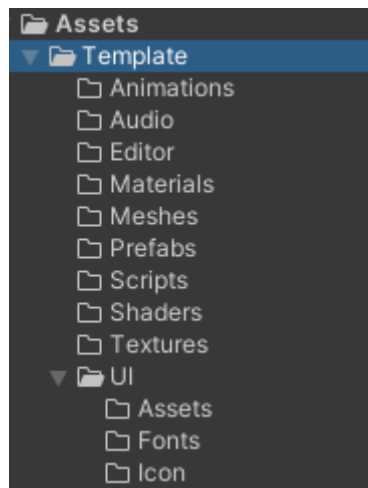 Assets
Template
Animations
Audio
Editor
Materials
Meshes
Prefabs
Scripts
Shaders
Textures
UI
Assets
Fonts
Icon